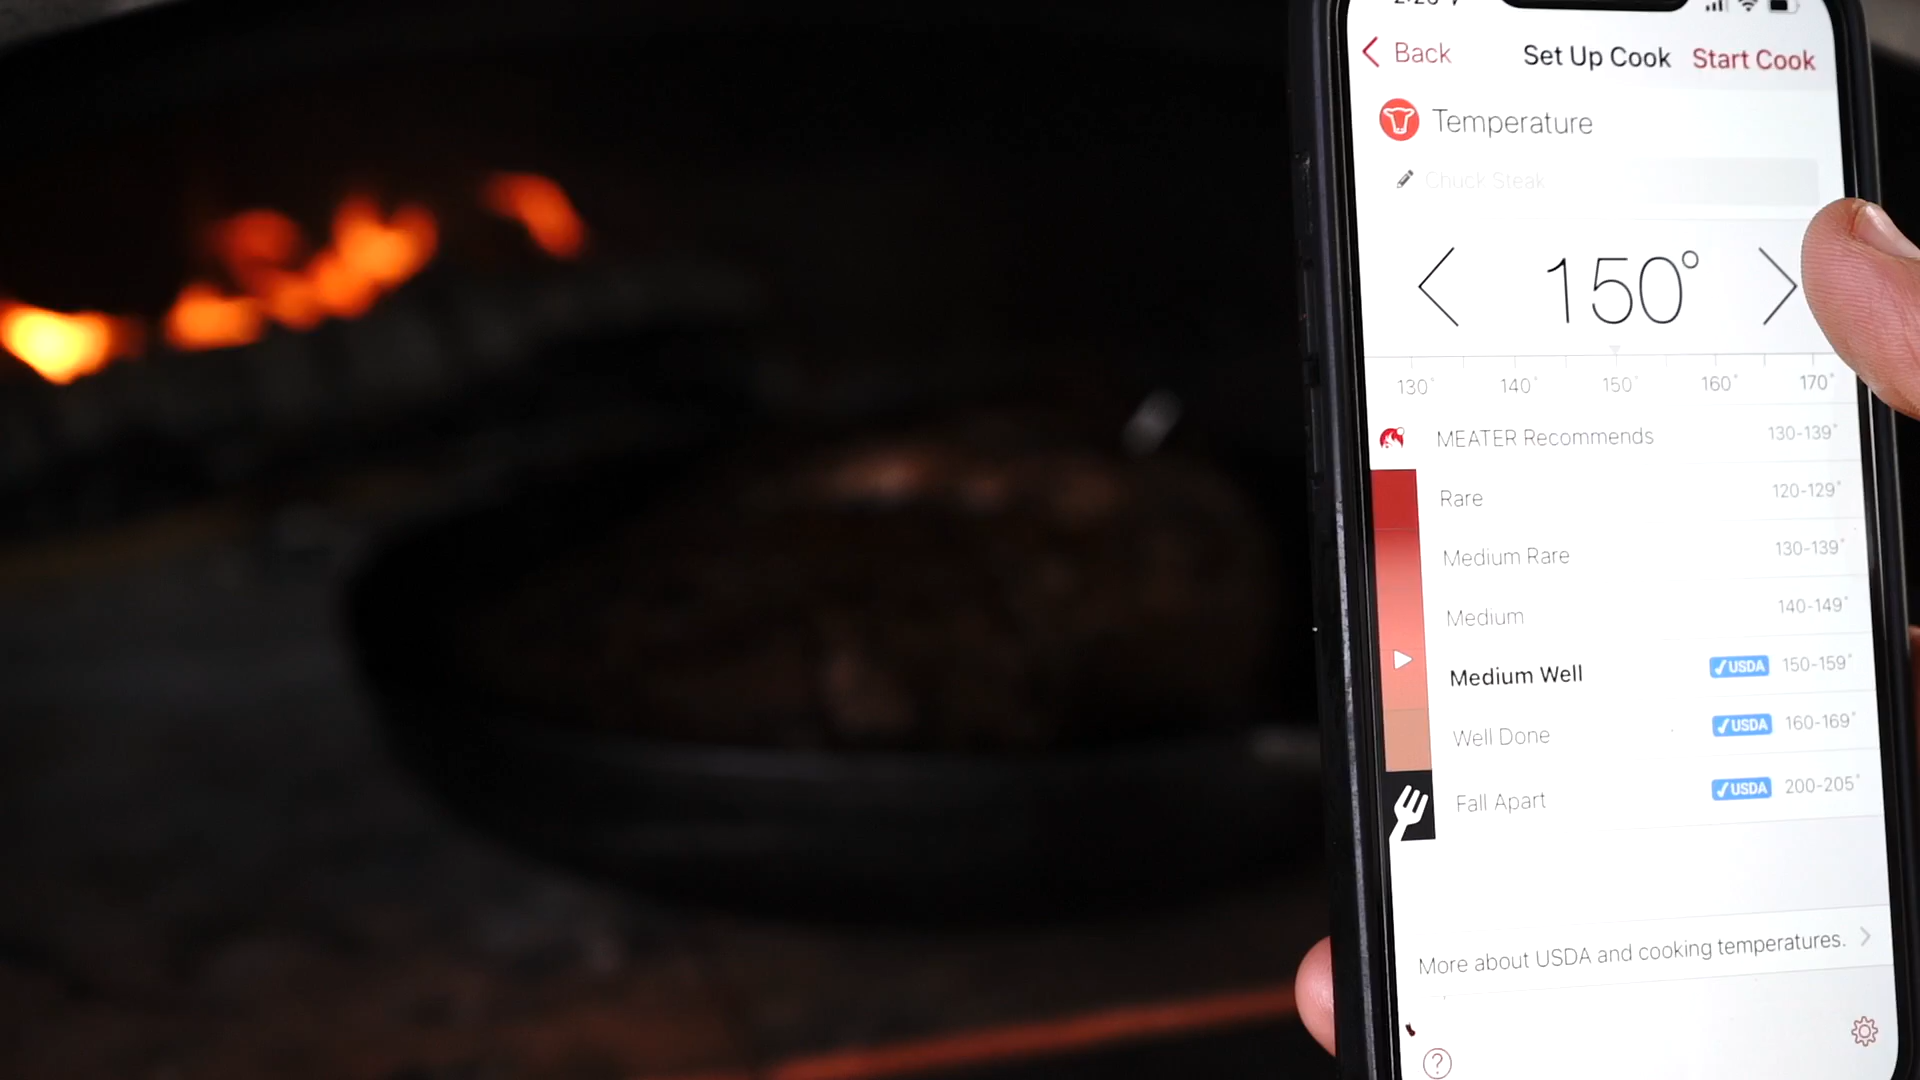 Back Set Up Cook Start Cook
Temperature
Chuck Steak
150°
130° 140° 150° 160° 170°
MEATER Recommends 130-139°
Rare 120-129°
Medium Rare 130-139°
Medium 140-149°
Medium Well ✓USDA 150-159°
Well Done ✓USDA 160-169°
Fall Apart ✓USDA 200-205°
More about USDA and cooking temperatures.
?